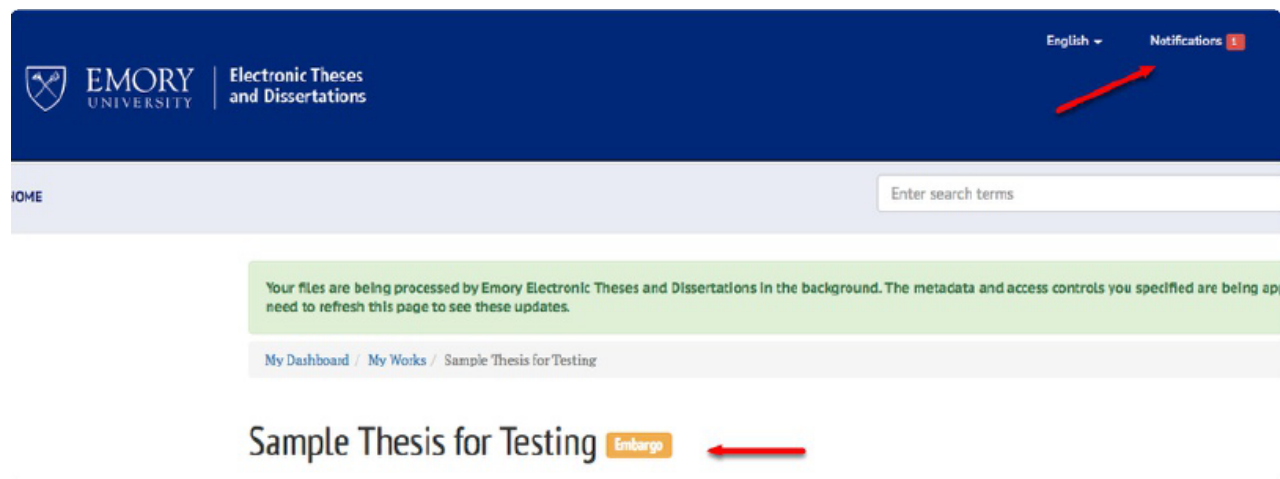 English
Notifications 1
EMORY
UNIVERSITY
Electronic Theses
and Dissertations
HOME
Enter search terms
Your files are being processed by Emory Electronic Theses and Dissertations in the background. The metadata and access controls you specified are being app
need to refresh this page to see these updates.
My Dashboard / My Works / Sample Thesis for Testing
Sample Thesis for Testing Embargo